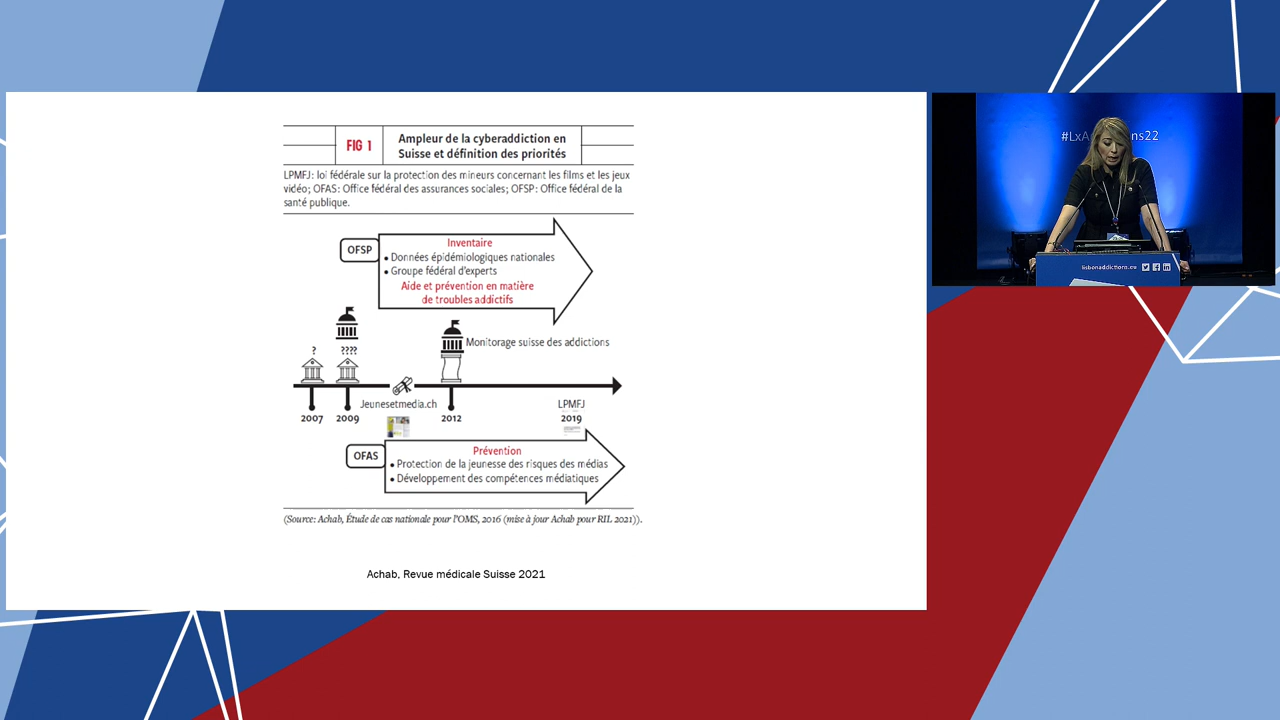 FIG 1
Ampleur de la cyberaddiction en
Suisse et définition des priorités
LPMFJ: loi fédérale sur la protection des mineurs concernant les films et les jeux
vidéo; OFAS: Office fédéral des assurances sociales; OFSP: Office fédéral de la
santé publique.
OFSP
Inventaire
• Données épidémiologiques nationales
• Groupe fédéral d'experts
Aide et prévention en matière
de troubles addictifs
? ????
Monitorage suisse des addictions
Jeunesetmedia.ch
LPMFJ
2007 2009 2012 2019
OFAS
Prévention
• Protection de la jeunesse des risques des médias
• Développement des compétences médiatiques
(Source: Achab, Étude de cas nationale pour l'OMS, 2016 (mise à jour Achab pour RIL 2021)).
Achab, Revue médicale Suisse 2021
lisbonaddictions.eu